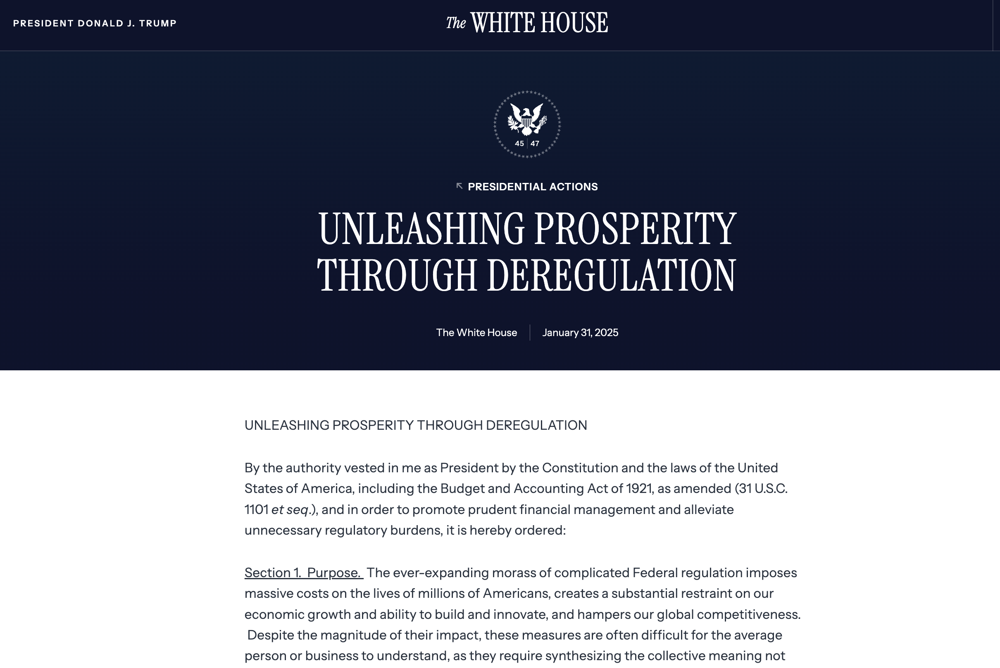 PRESIDENT DONALD J. TRUMP
The WHITE HOUSE
45 47
PRESIDENTIAL ACTIONS
UNLEASHING PROSPERITY
THROUGH DEREGULATION
The White House
January 31, 2025
UNLEASHING PROSPERITY THROUGH DEREGULATION
By the authority vested in me as President by the Constitution and the laws of the United
States of America, including the Budget and Accounting Act of 1921, as amended (31 U.S.C.
1101 et seq.), and in order to promote prudent financial management and alleviate
unnecessary regulatory burdens, it is hereby ordered:
Section 1.  Purpose.  The ever-expanding morass of complicated Federal regulation imposes
massive costs on the lives of millions of Americans, creates a substantial restraint on our
economic growth and ability to build and innovate, and hampers our global competitiveness.
Despite the magnitude of their impact, these measures are often difficult for the average
person or business to understand, as they require synthesizing the collective meaning not